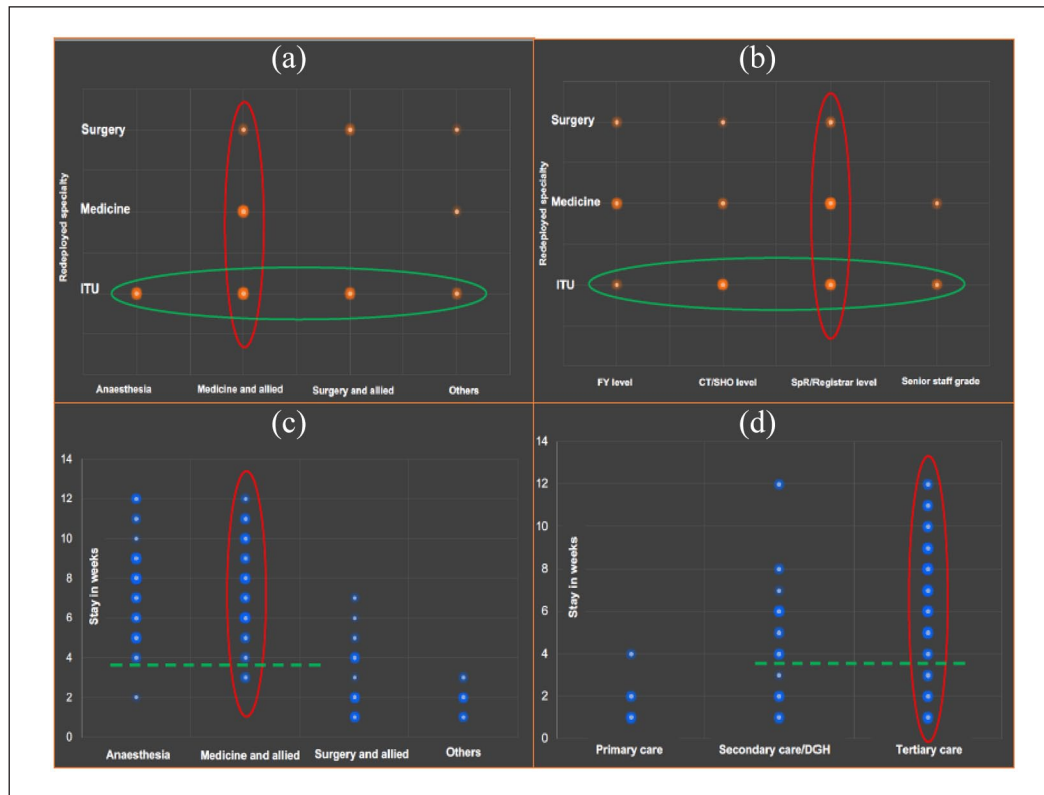 (a)
Redeployed specialty
Surgery
Medicine
ITU
Anaesthesia Medicine and allied Surgery and allied Others
(b)
Redeployed specialty
Surgery
Medicine
ITU
FY level CT/SHO level SpR/Registrar level Senior staff grade
(c)
Stay in weeks
14
12
10
8
6
4
2
0
Anaesthesia Medicine and allied Surgery and allied Others
(d)
Stay in weeks
14
12
10
8
6
4
2
0
Primary care Secondary care/DGH Tertiary care